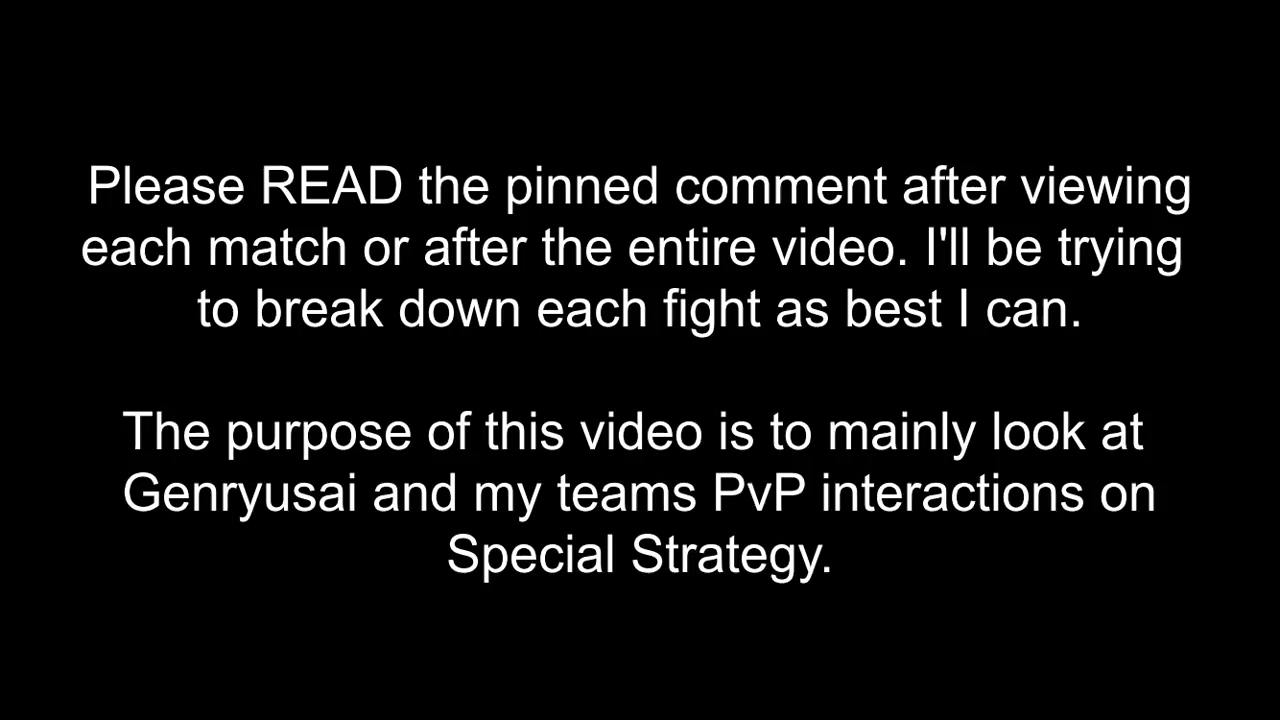 Please READ the pinned comment after viewing
each match or after the entire video. I'll be trying
to break down each fight as best I can.
The purpose of this video is to mainly look at
Genryusai and my teams PvP interactions on
Special Strategy.